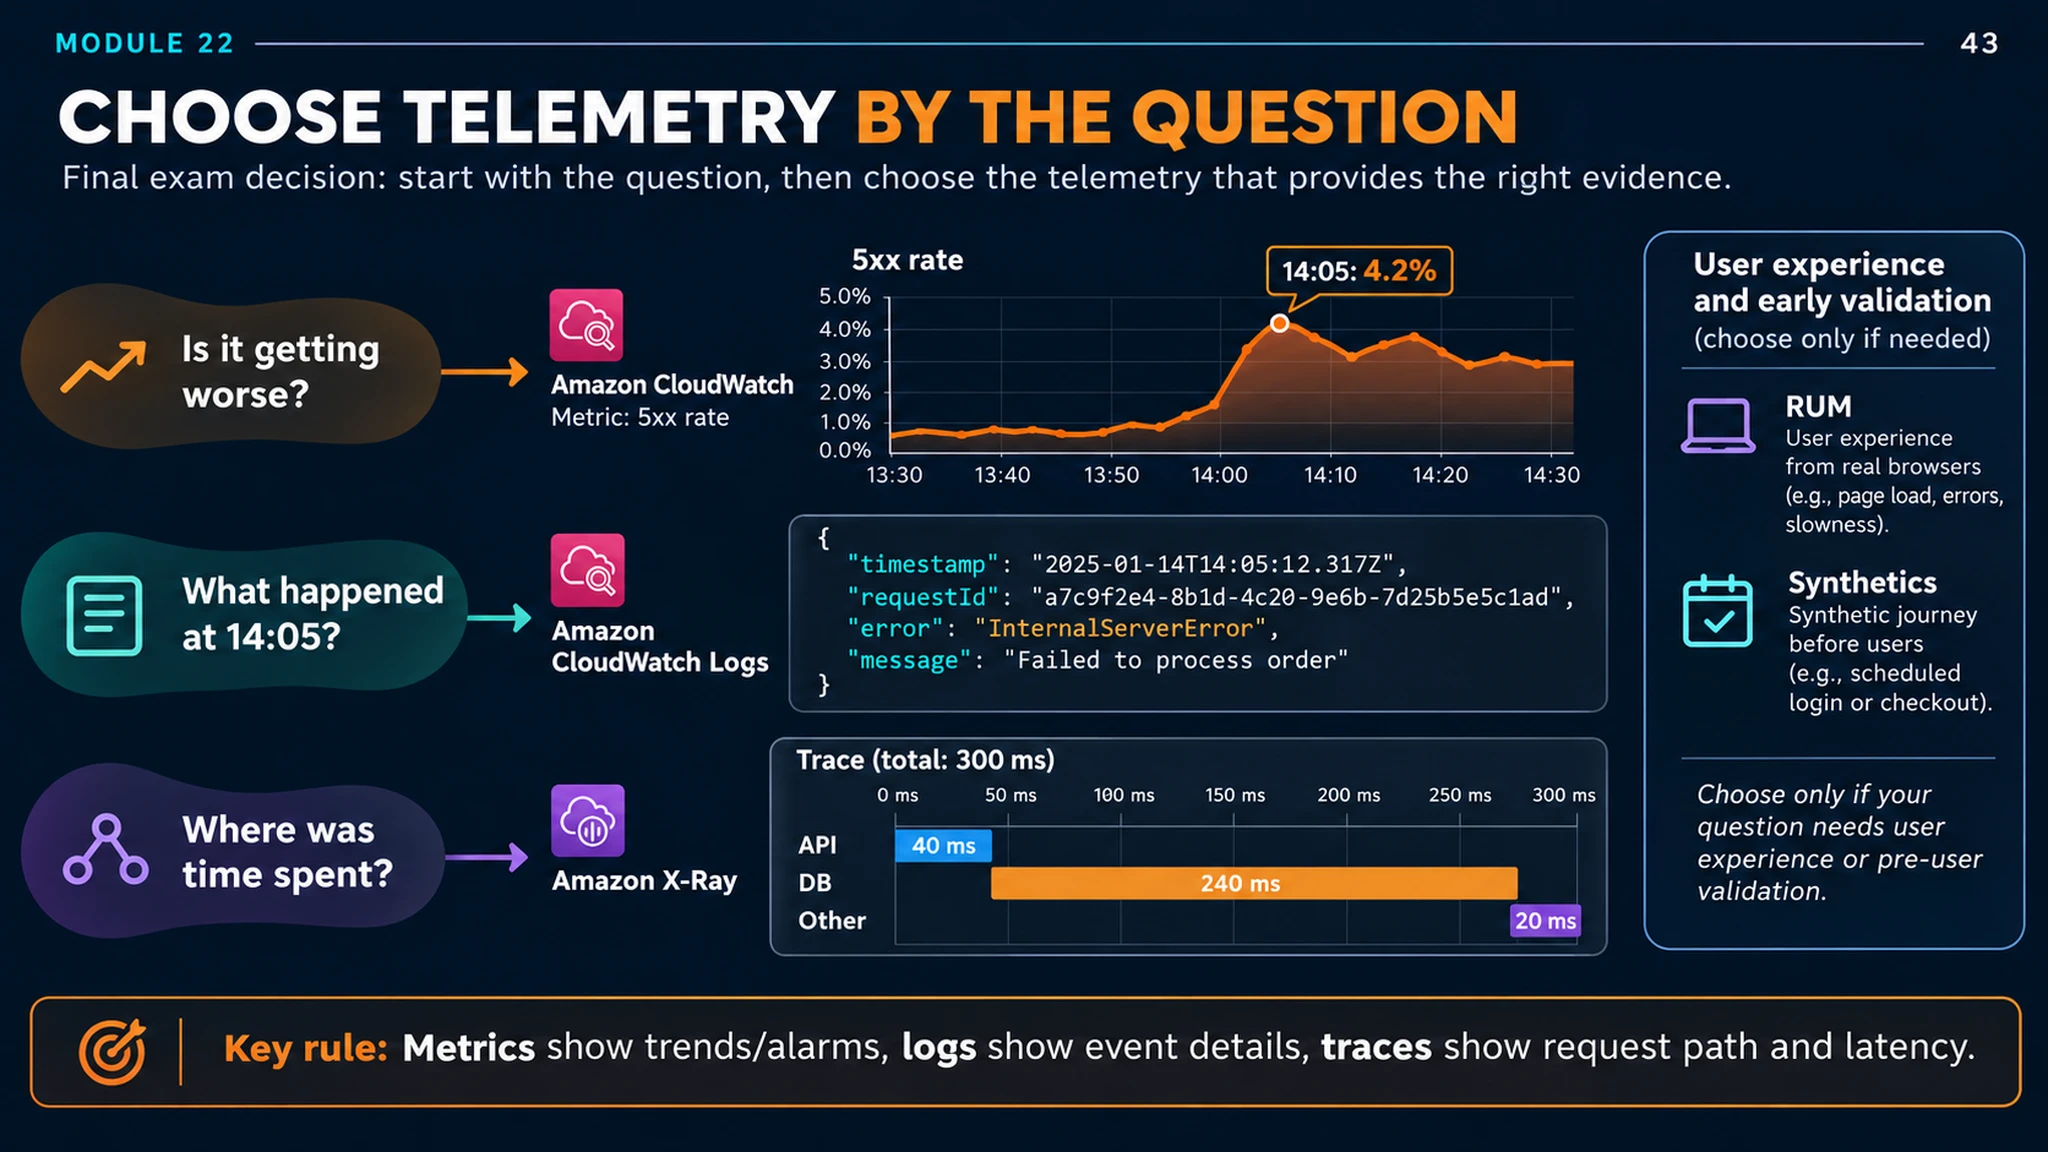 MODULE 22
43
CHOOSE TELEMETRY BY THE QUESTION
Final exam decision: start with the question, then choose the telemetry that provides the right evidence.
Is it getting
worse?
Amazon CloudWatch
Metric: 5xx rate
5xx rate
14:05: 4.2%
5.0%
4.0%
3.0%
2.0%
1.0%
0.0%
13:30 13:40 13:50 14:00 14:10 14:20 14:30
What happened
at 14:05?
Amazon
CloudWatch Logs
{
"timestamp": "2025-01-14T14:05:12.317Z",
"requestId": "a7c9f2e4-8b1d-4c20-9e6b-7d25b5e5c1ad",
"error": "InternalServerError",
"message": "Failed to process order"
}
Where was
time spent?
Amazon X-Ray
Trace (total: 300 ms)
0 ms 50 ms 100 ms 150 ms 200 ms 250 ms 300 ms
API 40 ms
DB 240 ms
Other 20 ms
User experience
and early validation
(choose only if needed)
RUM
User experience
from real browsers
(e.g., page load, errors,
slowness).
Synthetics
Synthetic journey
before users
(e.g., scheduled
login or checkout).
Choose only if your
question needs user
experience or pre-user
validation.
Key rule: Metrics show trends/alarms, logs show event details, traces show request path and latency.